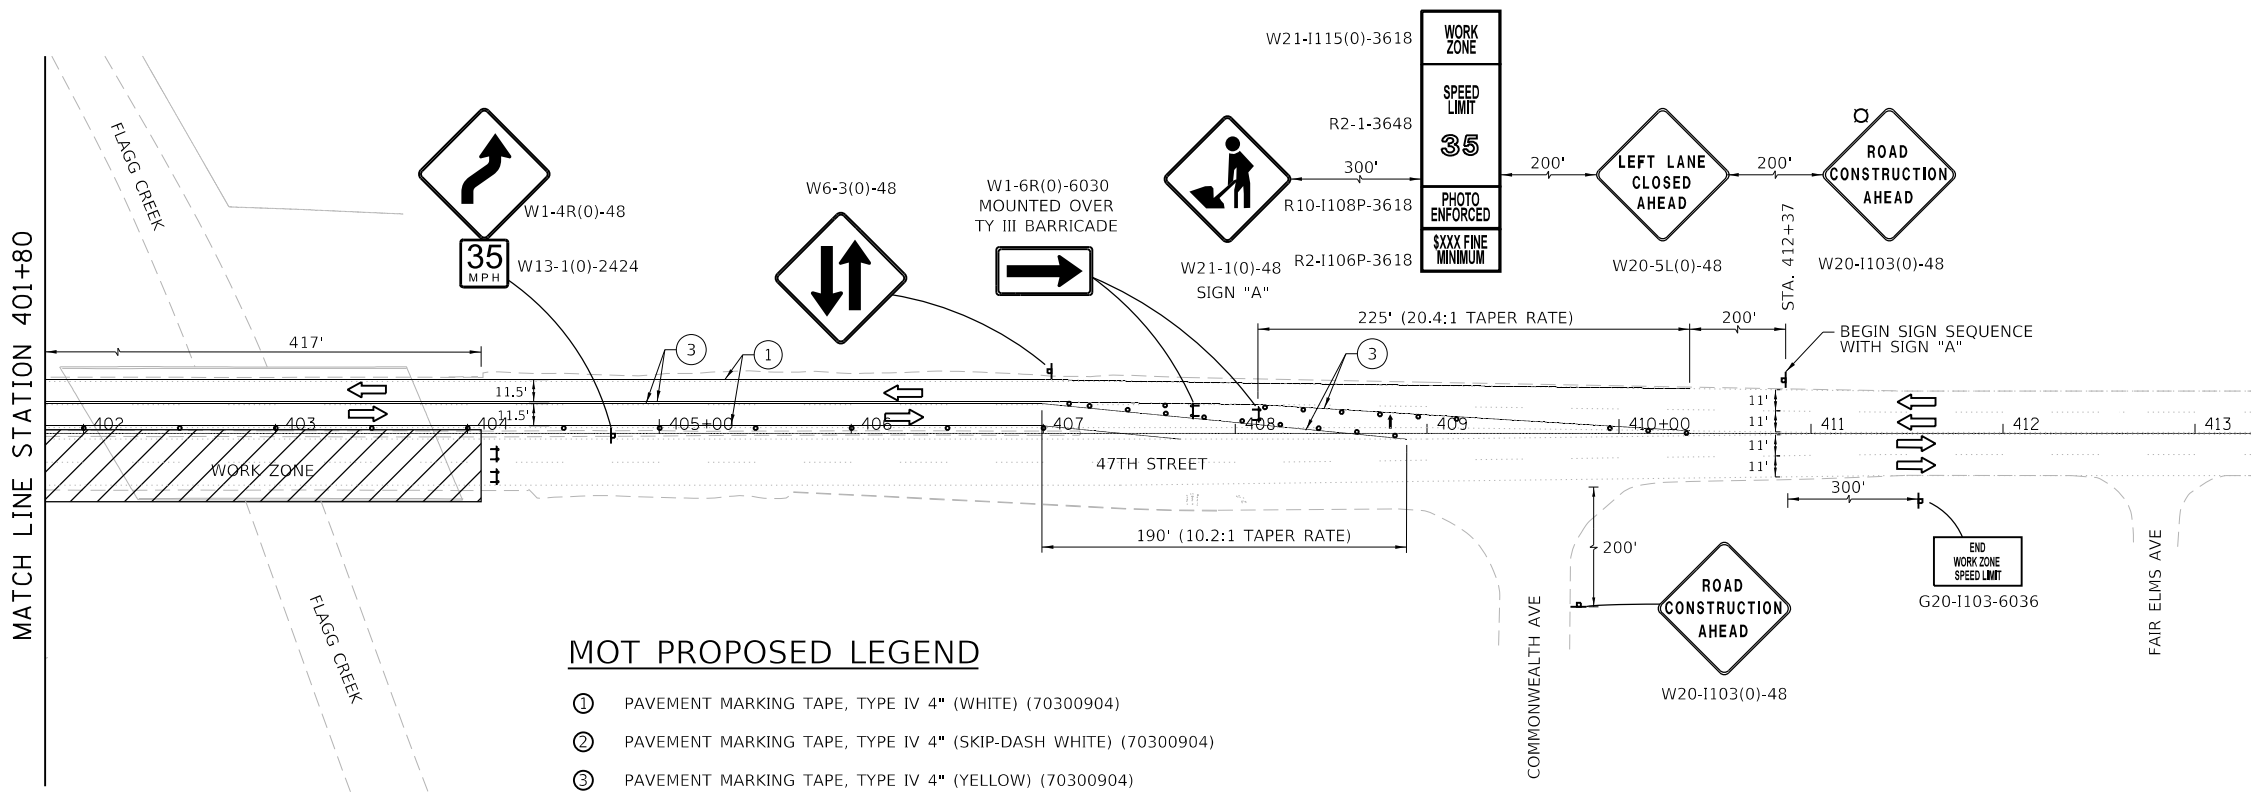 MATCH LINE STATION 401+80
FLAGG CREEK
FLAGG CREEK
W1-4R(0)-48
35
MPH
W13-1(0)-2424
W6-3(0)-48
W1-6R(0)-6030
MOUNTED OVER
TY III BARRICADE
W21-1(0)-48
SIGN "A"
300'
W21-I115(0)-3618
R2-1-3648
R10-I108P-3618
R2-I106P-3618
WORK
ZONE
SPEED
LIMIT
35
PHOTO
ENFORCED
$XXX FINE
MINIMUM
200'
LEFT LANE
CLOSED
AHEAD
W20-5L(0)-48
200'
ROAD
CONSTRUCTION
AHEAD
W20-I103(0)-48
STA. 412+37
BEGIN SIGN SEQUENCE
WITH SIGN "A"
225' (20.4:1 TAPER RATE)
200'
417'
3
1
3
11.5'
11.5'
11'
11'
11'
11'
402
403
404
405+00
406
407
408
409
410+00
411
412
413
WORK ZONE
47TH STREET
190' (10.2:1 TAPER RATE)
200'
300'
END
WORK ZONE
SPEED LIMIT
G20-I103-6036
ROAD
CONSTRUCTION
AHEAD
W20-I103(0)-48
COMMONWEALTH AVE
FAIR ELMS AVE
MOT PROPOSED LEGEND
1 PAVEMENT MARKING TAPE, TYPE IV 4" (WHITE) (70300904)
2 PAVEMENT MARKING TAPE, TYPE IV 4" (SKIP-DASH WHITE) (70300904)
3 PAVEMENT MARKING TAPE, TYPE IV 4" (YELLOW) (70300904)